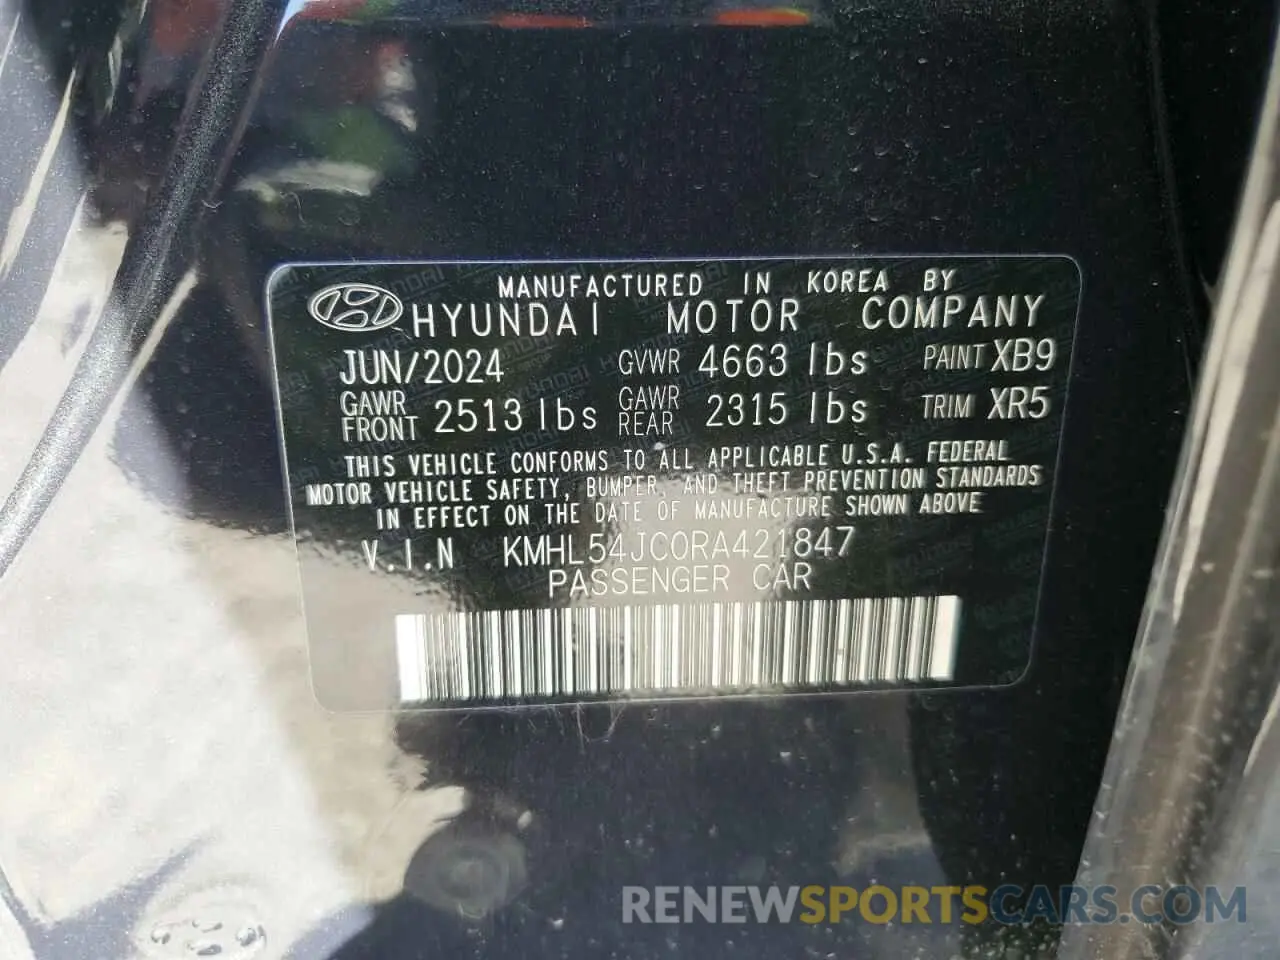 MANUFACTURED IN KOREA BY
HYUNDAI MOTOR COMPANY
JUN/2024 GVWR 4663 lbs PAINT XB9
GAWR FRONT 2513 lbs GAWR REAR 2315 lbs TRIM XR5
THIS VEHICLE CONFORMS TO ALL APPLICABLE U.S.A. FEDERAL
MOTOR VEHICLE SAFETY, BUMPER, AND THEFT PREVENTION STANDARDS
IN EFFECT ON THE DATE OF MANUFACTURE SHOWN ABOVE
V.I.N KMHL54JC0RA421847
PASSENGER CAR
RENEWSPORTSCARS.COM